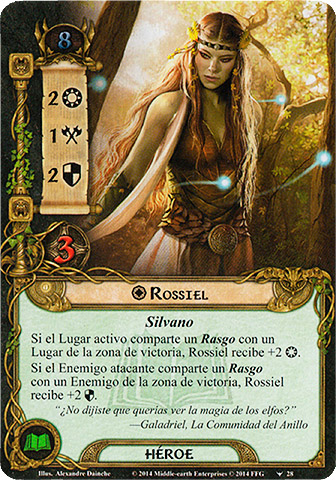 8
2
1
2
3
Rossiel
Silvano
Si el Lugar activo comparte un Rasgo con un
Lugar de la zona de victoria, Rossiel recibe +2
Si el Enemigo atacante comparte un Rasgo
con un Enemigo de la zona de victoria, Rossiel
recibe +2
“¿No dijiste que querías ver la magia de los elfos?”
—Galadriel, La Comunidad del Anillo
HÉROE
Illus. Alexandre Dainche
© 2014 Middle-earth Enterprises © 2014 FFG
28